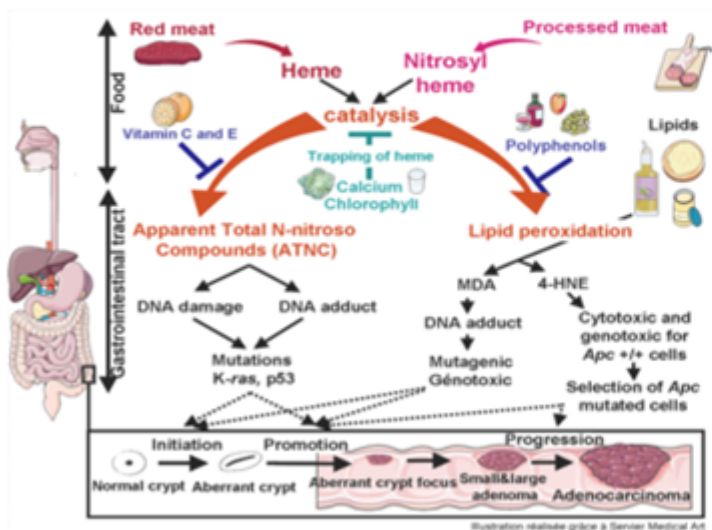 Red meat
Processed meat
Heme
Nitrosyl
heme
Food
catalysis
Vitamin C and E
Polyphenols
Lipids
Trapping of heme
Calcium
Chlorophyll
Gastrointestinal tract
Apparent Total N-nitroso
Compounds (ATNC)
Lipid peroxidation
MDA
4-HNE
DNA damage
DNA adduct
DNA adduct
Cytotoxic and
genotoxic for
Apc +/+ cells
Mutations
K-ras, p53
Mutagenic
Génotoxic
Selection of Apc
mutated cells
Initiation
Promotion
Progression
Normal crypt
Aberrant crypt
Aberrant crypt focus
Small&large
adenoma
Adenocarcinoma
Illustration réalisée grâce à Servier Medical Art